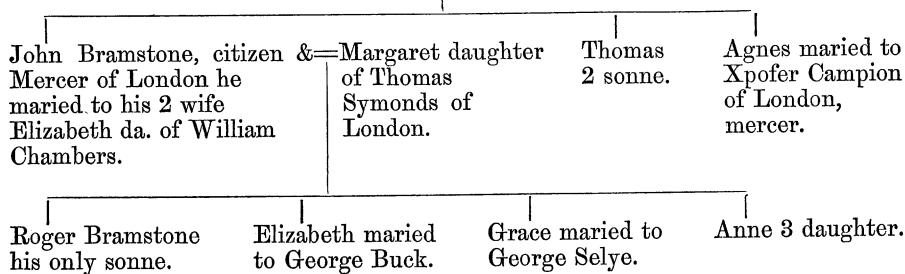 John Bramstone, citizen &=Margaret daughter
Mercer of London he
maried to his 2 wife
Elizabeth da. of William
Chambers.
of Thomas
Symonds of
London.
Thomas
2 sonne.
Agnes maried to
Xpofer Campion
of London,
mercer.
Roger Bramstone
his only sonne.
Elizabeth maried
to George Buck.
Grace maried to
George Selye.
Anne 3 daughter.